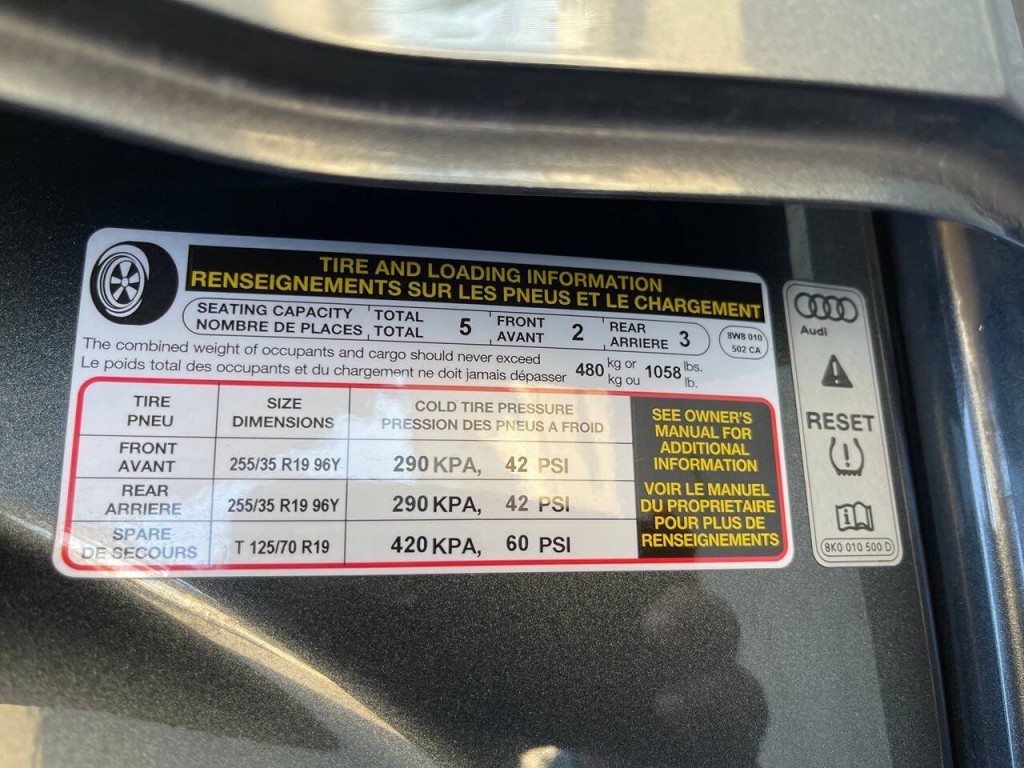 TIRE AND LOADING INFORMATION
RENSEIGNEMENTS SUR LES PNEUS ET LE CHARGEMENT
SEATING CAPACITY TOTAL 5 FRONT 2 REAR 3
NOMBRE DE PLACES TOTAL AVANT ARRIERE
8W8 010
502 CA
The combined weight of occupants and cargo should never exceed 480 kg or 1058 lbs.
Le poids total des occupants et du chargement ne doit jamais dépasser kg ou lb.
TIRE SIZE COLD TIRE PRESSURE
PNEU DIMENSIONS PRESSION DES PNEUS A FROID
FRONT
AVANT 255/35 R19 96Y 290 KPA, 42 PSI
REAR
ARRIERE 255/35 R19 96Y 290 KPA, 42 PSI
SPARE
DE SECOURS T 125/70 R19 420 KPA, 60 PSI
SEE OWNER'S
MANUAL FOR
ADDITIONAL
INFORMATION
VOIR LE MANUEL
DU PROPRIETAIRE
POUR PLUS DE
RENSEIGNEMENTS
Audi
RESET
8K0 010 500 D